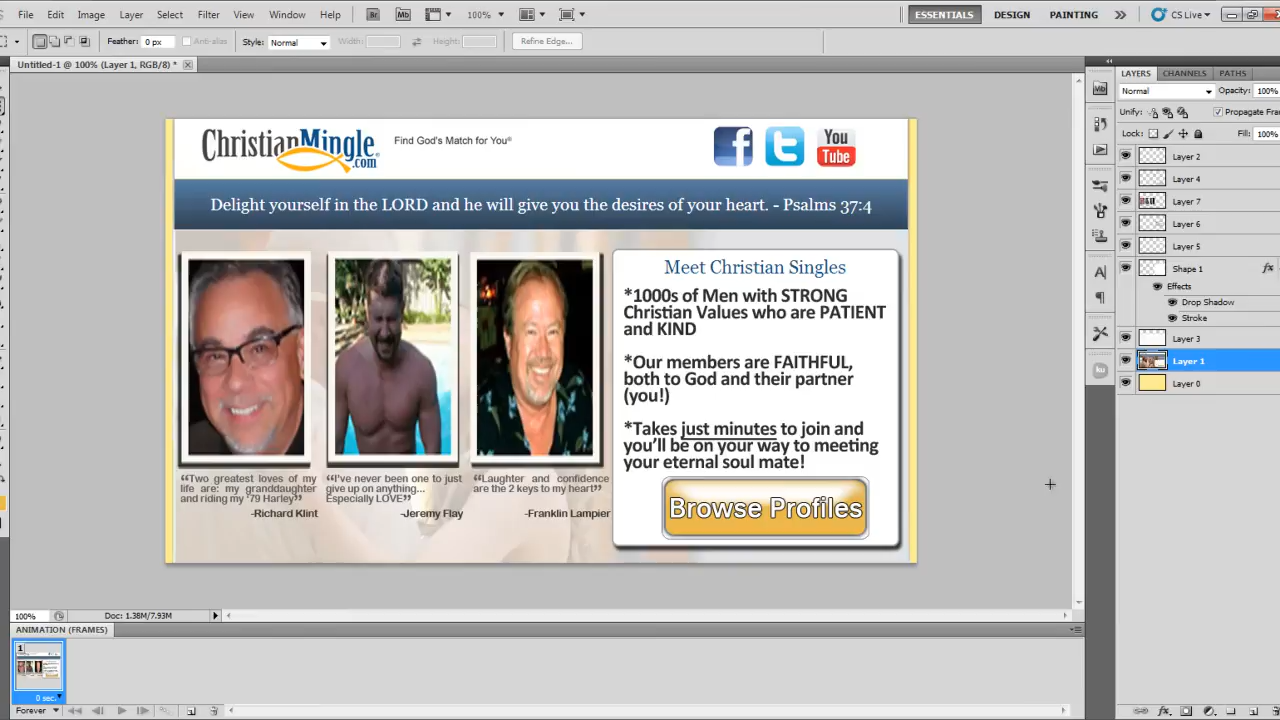 File Edit Image Layer Select Filter View Window Help Br Mb 100% ESSENTIALS DESIGN PAINTING CS Live
Feather: 0 px Anti-alias Style: Normal Width: Height: Refine Edge...
Untitled-1 @ 100% (Layer 1, RGB/8) *
LAYERS CHANNELS PATHS
Mb
Normal Opacity: 100%
Unify: Propagate Fra
Lock: Fill: 100%
Layer 2
Layer 4
Layer 7
Layer 6
Layer 5
Shape 1 fx
Effects
Drop Shadow
Stroke
Layer 3
Layer 1
Layer 0
ChristianMingle.com
Find God's Match for You®
You
Tube
Delight yourself in the LORD and he will give you the desires of your heart. - Psalms 37:4
Meet Christian Singles
*1000s of Men with STRONG
Christian Values who are PATIENT
and KIND
*Our members are FAITHFUL,
both to God and their partner
(you!)
*Takes just minutes to join and
you'll be on your way to meeting
your eternal soul mate!
Browse Profiles
“Two greatest loves of my
life are: my granddaughter
and riding my '79 Harley”
-Richard Klint
“I've never been one to just
give up on anything...
Especially LOVE”
-Jeremy Flay
“Laughter and confidence
are the 2 keys to my heart”
-Franklin Lampier
100% Doc: 1.38M/7.93M
ANIMATION (FRAMES)
1
0 sec.
Forever